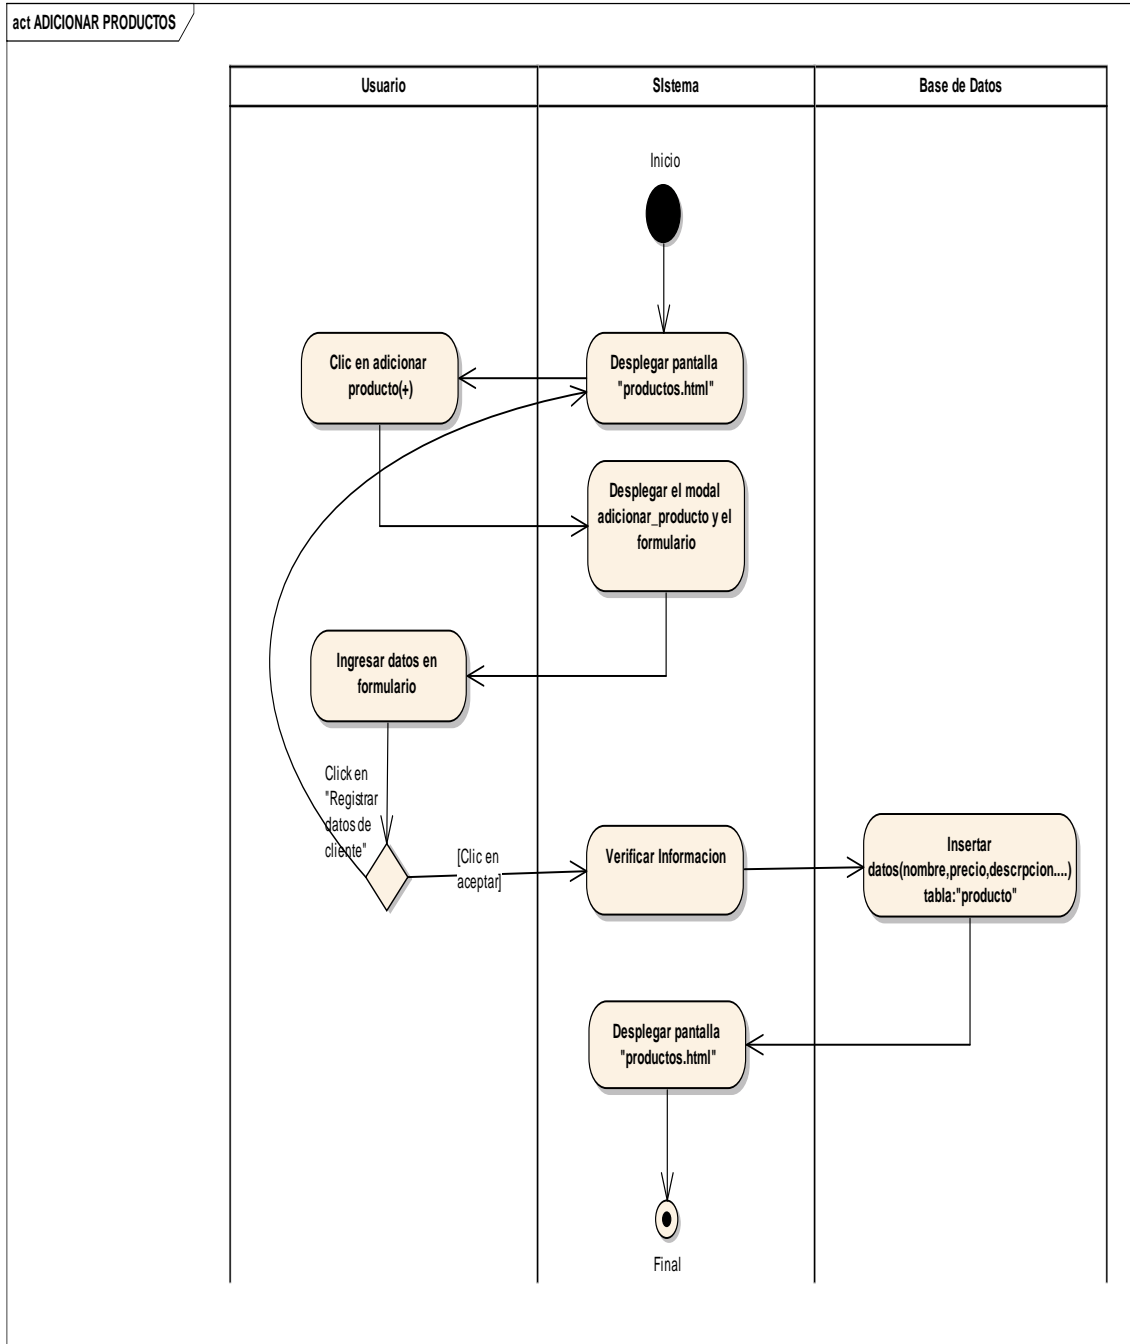 act ADICIONAR PRODUCTOS
Usuario
SIstema
Base de Datos
Inicio
Clic en adicionar
producto(+)
Desplegar pantalla
"productos.html"
Desplegar el modal
adicionar_producto y el
formulario
Ingresar datos en
formulario
Click en
"Registrar
datos de
cliente"
[Clic en
aceptar]
Verificar Informacion
Insertar
datos(nombre,precio,descrpcion....)
tabla:"producto"
Desplegar pantalla
"productos.html"
Final